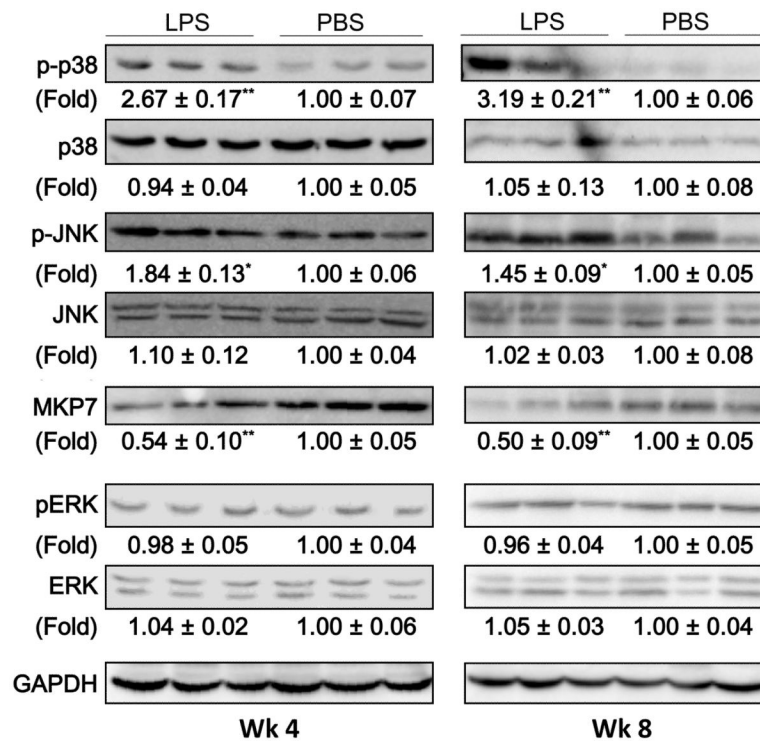 LPS PBS LPS PBS
p-p38
(Fold) 2.67 ± 0.17** 1.00 ± 0.07 3.19 ± 0.21** 1.00 ± 0.06
p38
(Fold) 0.94 ± 0.04 1.00 ± 0.05 1.05 ± 0.13 1.00 ± 0.08
p-JNK
(Fold) 1.84 ± 0.13* 1.00 ± 0.06 1.45 ± 0.09* 1.00 ± 0.05
JNK
(Fold) 1.10 ± 0.12 1.00 ± 0.04 1.02 ± 0.03 1.00 ± 0.08
MKP7
(Fold) 0.54 ± 0.10** 1.00 ± 0.05 0.50 ± 0.09** 1.00 ± 0.05
pERK
(Fold) 0.98 ± 0.05 1.00 ± 0.04 0.96 ± 0.04 1.00 ± 0.05
ERK
(Fold) 1.04 ± 0.02 1.00 ± 0.06 1.05 ± 0.03 1.00 ± 0.04
GAPDH
Wk 4 Wk 8